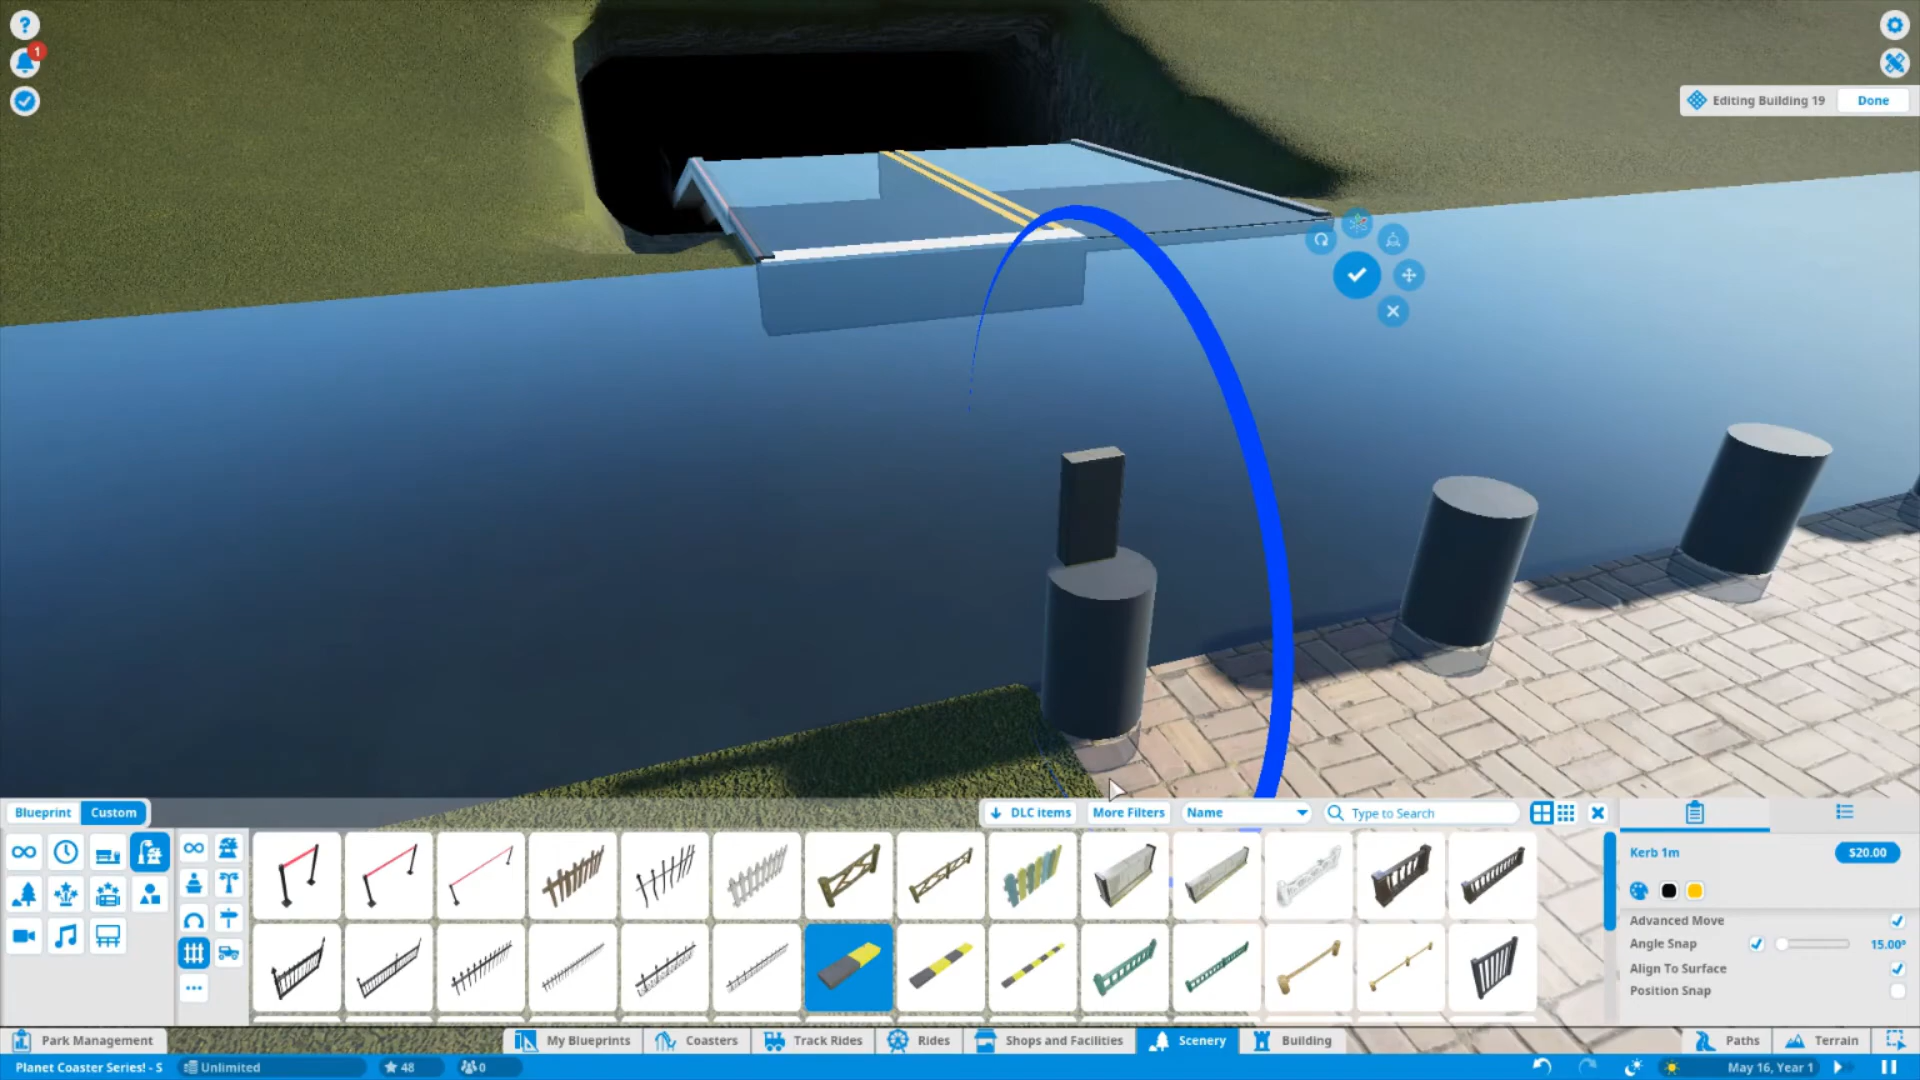 ?
1
Editing Building 19
Done
Blueprint
Custom
DLC items
More Filters
Name
Type to Search
Kerb 1m
$20.00
Advanced Move
Angle Snap
15.00°
Align To Surface
Position Snap
Park Management
My Blueprints
Coasters
Track Rides
Rides
Shops and Facilities
Scenery
Building
Paths
Terrain
Planet Coaster Series! - S
Unlimited
48
0
May 16, Year 1